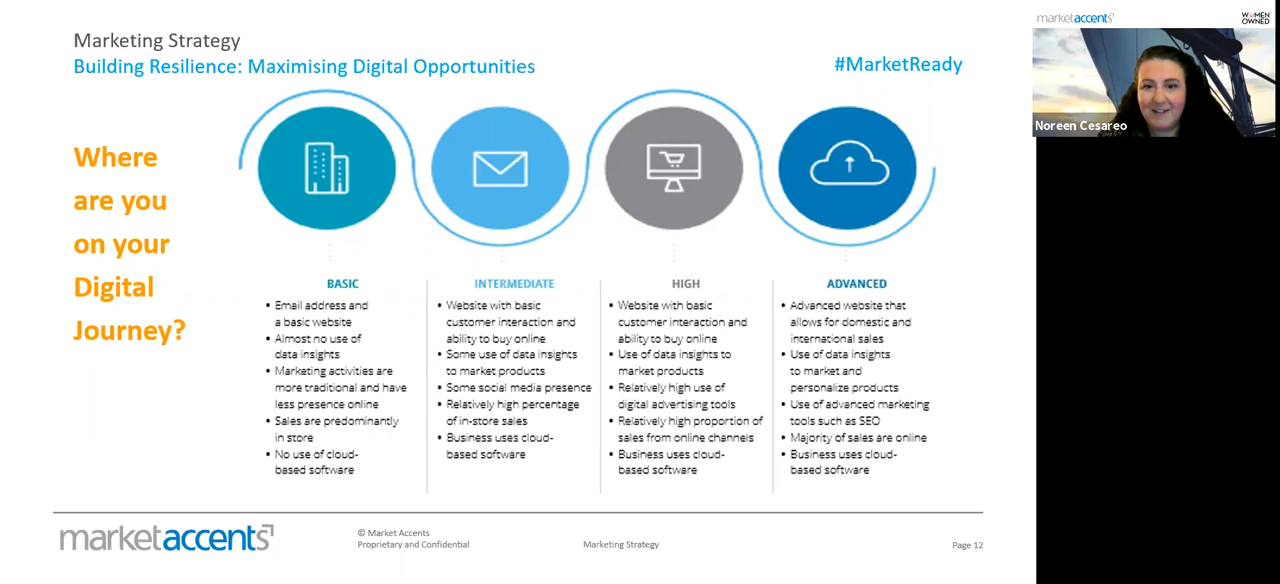 Marketing Strategy
Building Resilience: Maximising Digital Opportunities
#MarketReady
Where
are you
on your
Digital
Journey?
BASIC
• Email address and
a basic website
• Almost no use of
data insights
• Marketing activities are
more traditional and have
less presence online
• Sales are predominantly
in store
• No use of cloud-
based software
INTERMEDIATE
• Website with basic
customer interaction and
ability to buy online
• Some use of data insights
to market products
• Some social media presence
• Relatively high percentage
of in-store sales
• Business uses cloud-
based software
HIGH
• Website with basic
customer interaction and
ability to buy online
• Use of data insights to
market products
• Relatively high use of
digital advertising tools
• Relatively high proportion of
sales from online channels
• Business uses cloud-
based software
ADVANCED
• Advanced website that
allows for domestic and
international sales
• Use of data insights
to market and
personalize products
• Use of advanced marketing
tools such as SEO
• Majority of sales are online
• Business uses cloud-
based software
marketaccents
© Market Accents
Proprietary and Confidential
Marketing Strategy
Page 12
marketaccents
WOMEN
OWNED
Noreen Cesareo